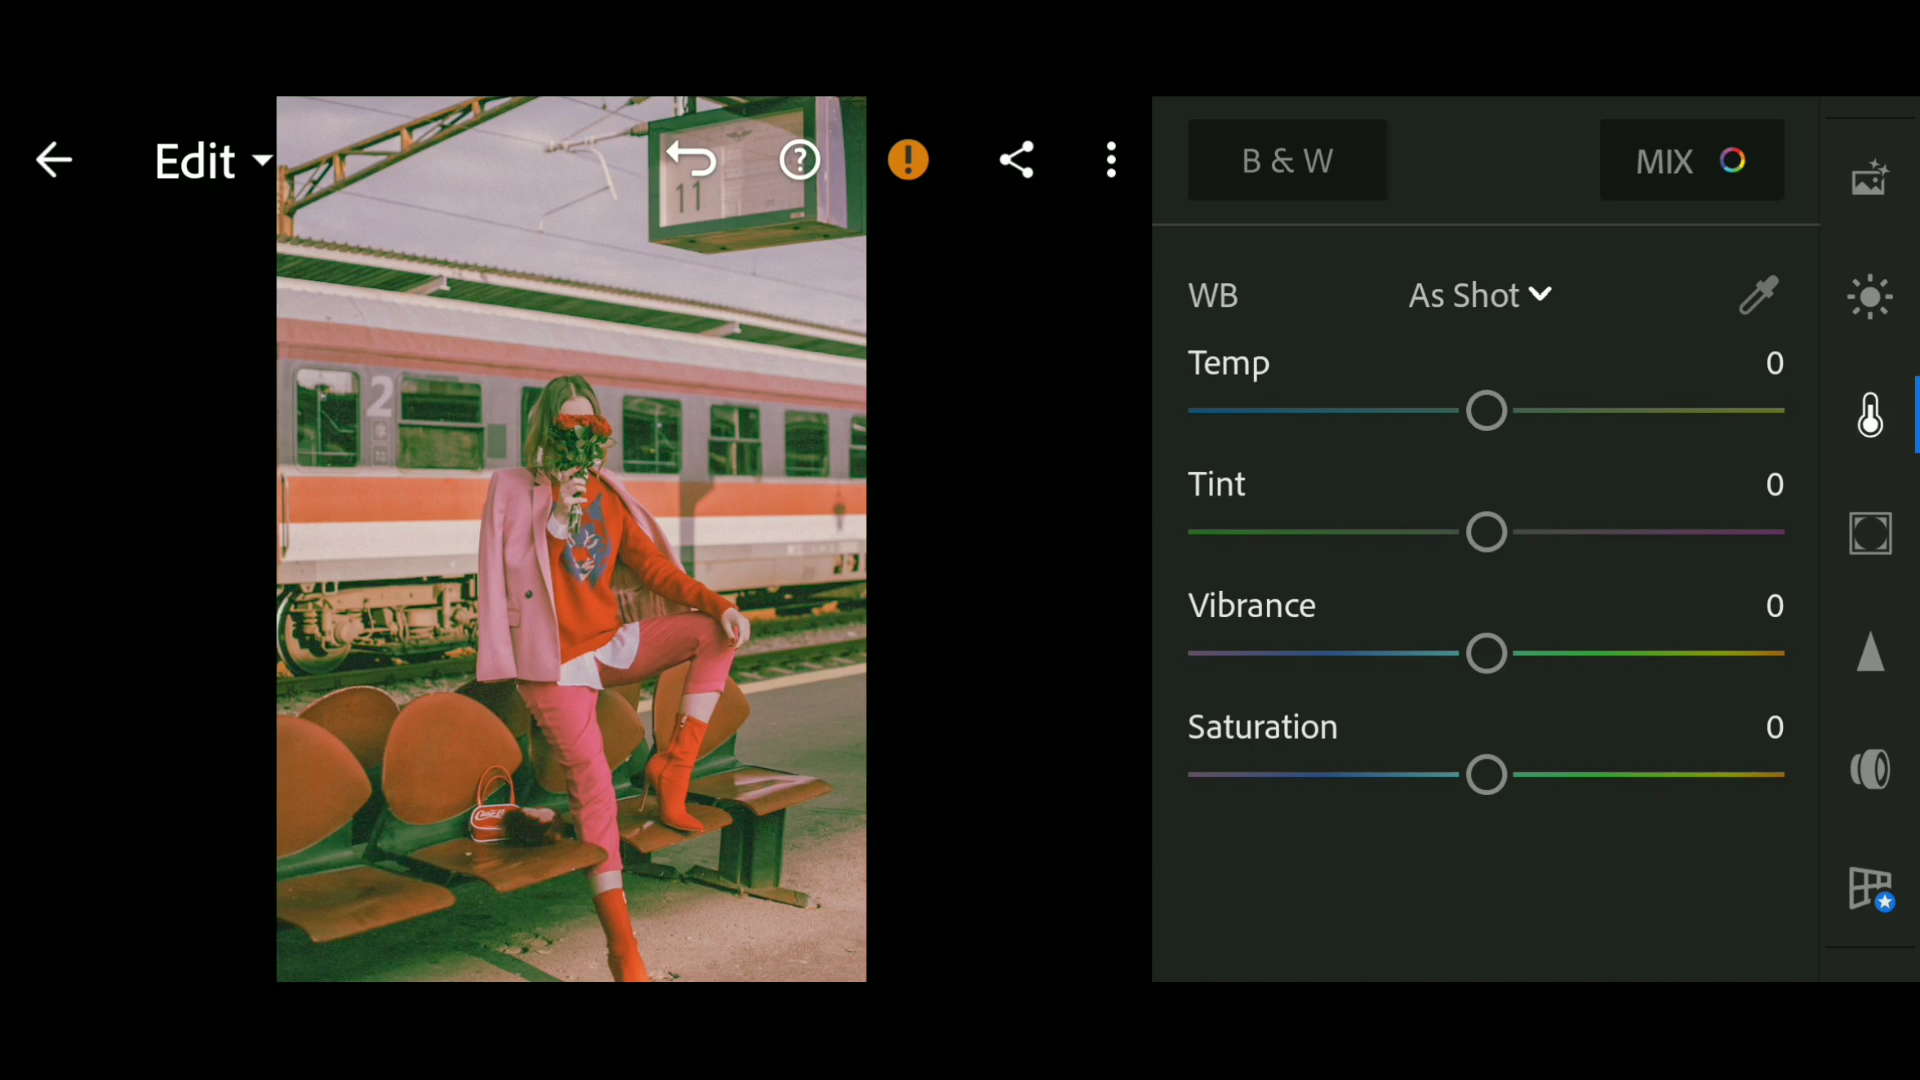 Edit
11
2
B & W
MIX
WB
As Shot
Temp
0
Tint
0
Vibrance
0
Saturation
0